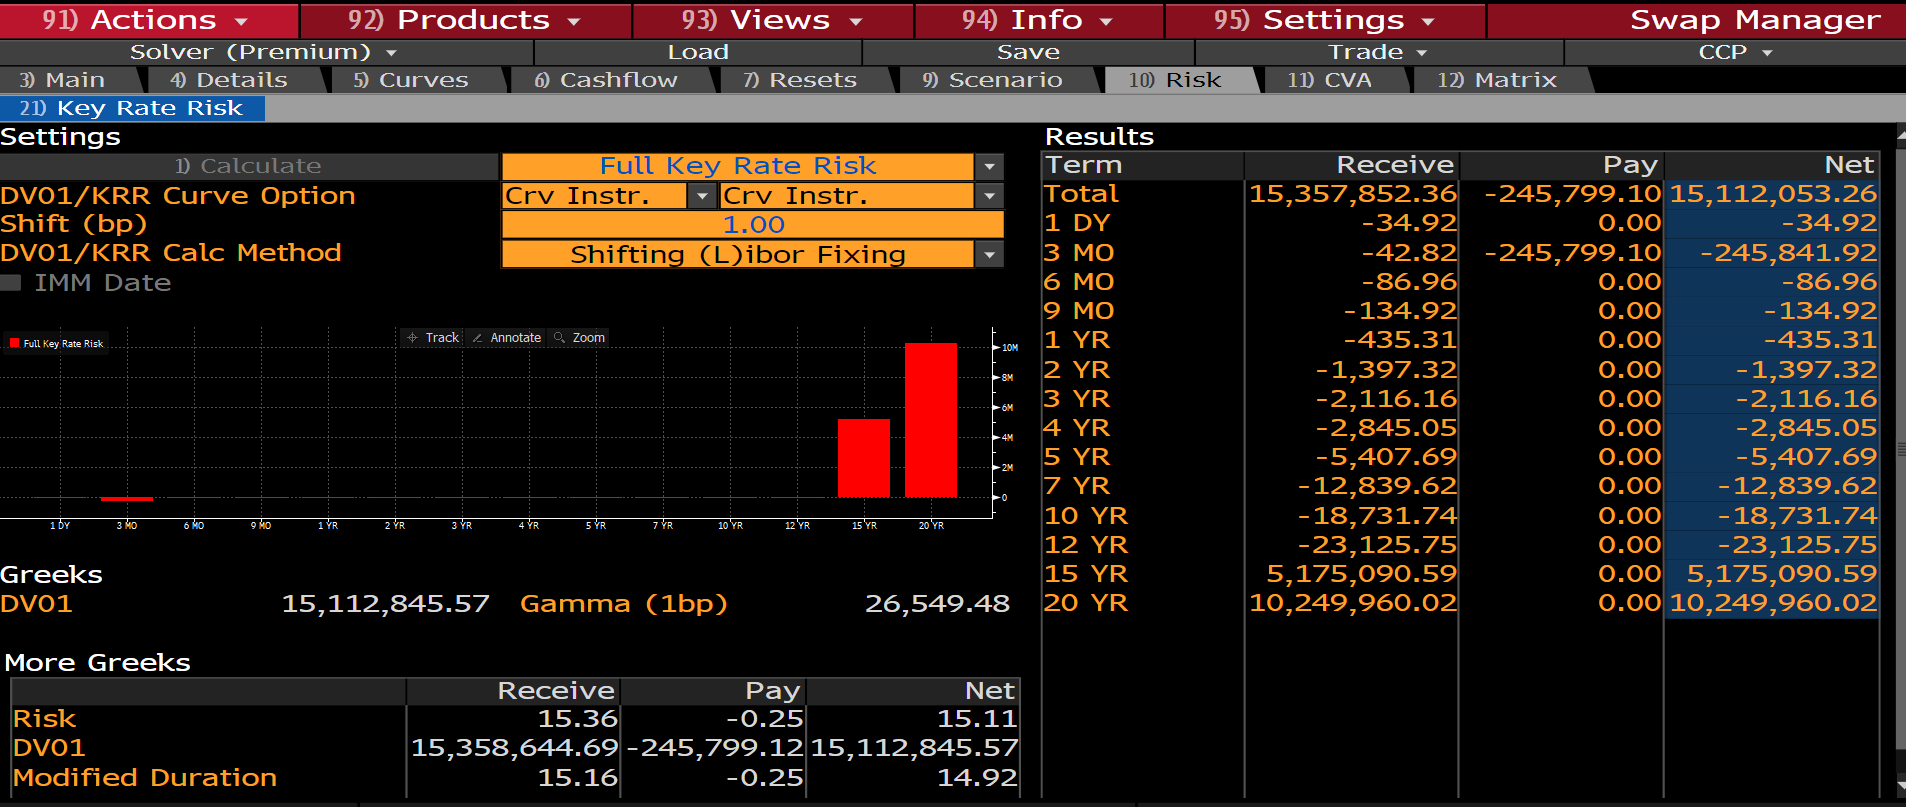 91) Actions 92) Products 93) Views 94) Info 95) Settings Swap Manager
Solver (Premium) Load Save Trade CCP
3) Main 4) Details 5) Curves 6) Cashflow 7) Resets 9) Scenario 10) Risk 11) CVA 12) Matrix
21) Key Rate Risk
Settings
1) Calculate Full Key Rate Risk
DV01/KRR Curve Option Crv Instr. Crv Instr.
Shift (bp) 1.00
DV01/KRR Calc Method Shifting (L)ibor Fixing
IMM Date
Track Annotate Zoom
Full Key Rate Risk
10M
8M
6M
4M
2M
0
1 DY 3 MO 6 MO 9 MO 1 YR 2 YR 3 YR 4 YR 5 YR 7 YR 10 YR 12 YR 15 YR 20 YR
Greeks
DV01 15,112,845.57 Gamma (1bp) 26,549.48
More Greeks
Receive Pay Net
Risk 15.36 -0.25 15.11
DV01 15,358,644.69 -245,799.12 15,112,845.57
Modified Duration 15.16 -0.25 14.92
Results
Term Receive Pay Net
Total 15,357,852.36 -245,799.10 15,112,053.26
1 DY -34.92 0.00 -34.92
3 MO -42.82 -245,799.10 -245,841.92
6 MO -86.96 0.00 -86.96
9 MO -134.92 0.00 -134.92
1 YR -435.31 0.00 -435.31
2 YR -1,397.32 0.00 -1,397.32
3 YR -2,116.16 0.00 -2,116.16
4 YR -2,845.05 0.00 -2,845.05
5 YR -5,407.69 0.00 -5,407.69
7 YR -12,839.62 0.00 -12,839.62
10 YR -18,731.74 0.00 -18,731.74
12 YR -23,125.75 0.00 -23,125.75
15 YR 5,175,090.59 0.00 5,175,090.59
20 YR 10,249,960.02 0.00 10,249,960.02